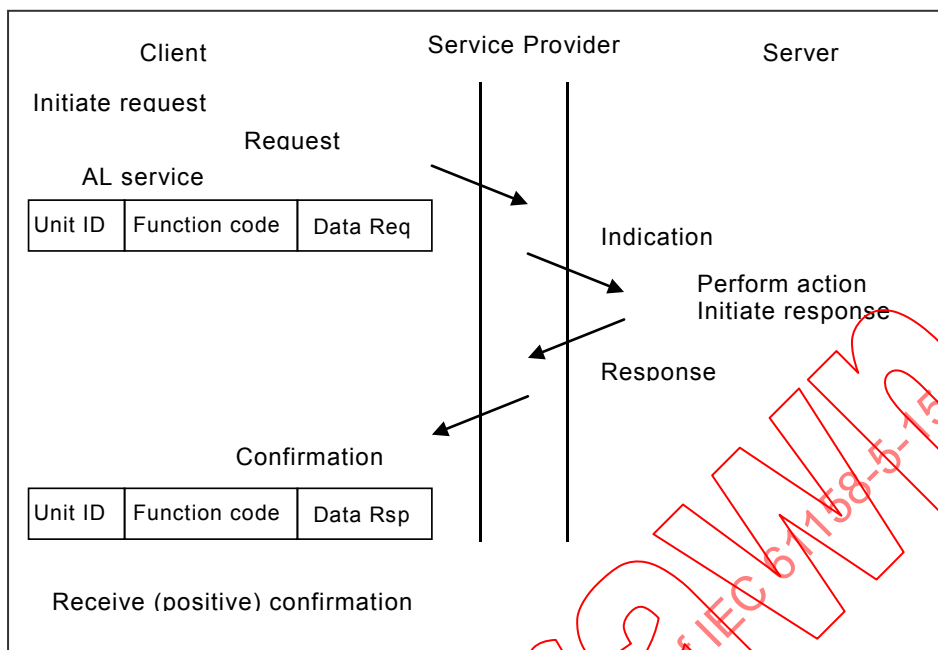 Client
Service Provider
Server
Initiate request
Request
AL service
Unit ID Function code Data Req
Indication
Perform action
Initiate response
Response
Confirmation
Unit ID Function code Data Rsp
Receive (positive) confirmation
of IEC 61158-5-15